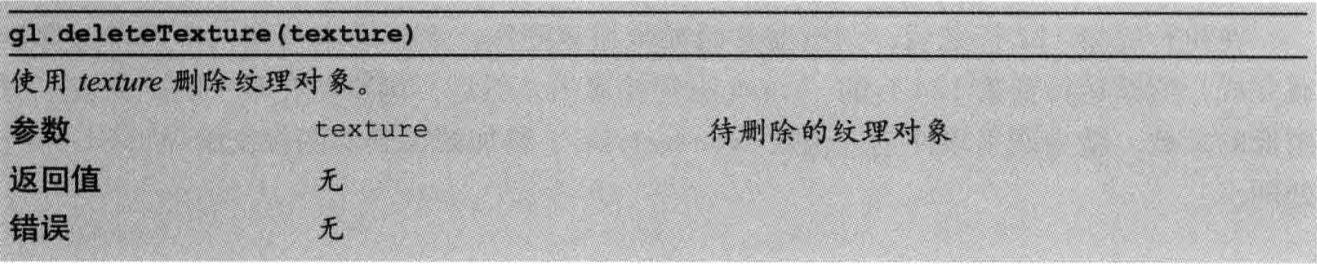 gl.deleteTexture(texture)
使用 texture 删除纹理对象。
参数 texture 待删除的纹理对象
返回值 无
错误 无